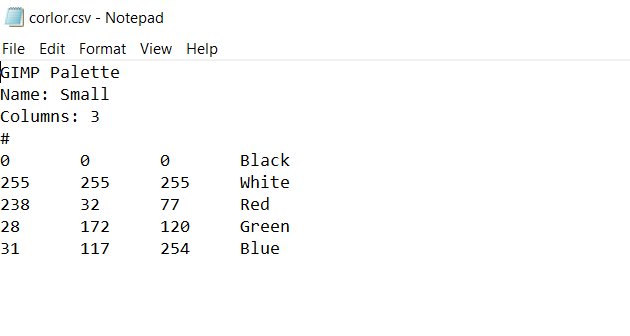 corlor.csv - Notepad
File Edit Format View Help
GIMP Palette
Name: Small
Columns: 3
#
0 0 0 Black
255 255 255 White
238 32 77 Red
28 172 120 Green
31 117 254 Blue